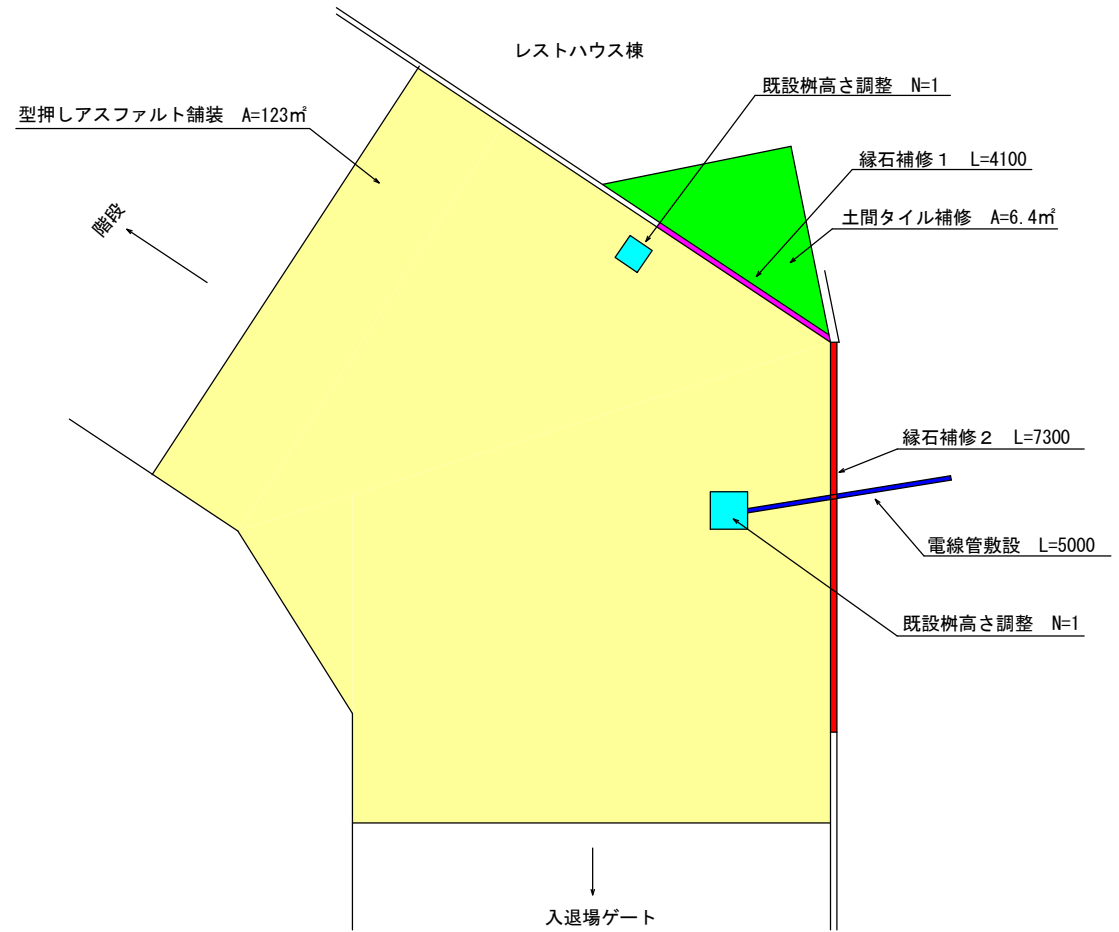 レストハウス棟
既設桝高さ調整　N=1
型押しアスファルト舗装　A=123㎡
縁石補修１　L=4100
土間タイル補修　A=6.4㎡
階段
縁石補修２　L=7300
電線管敷設　L=5000
既設桝高さ調整　N=1
入退場ゲート